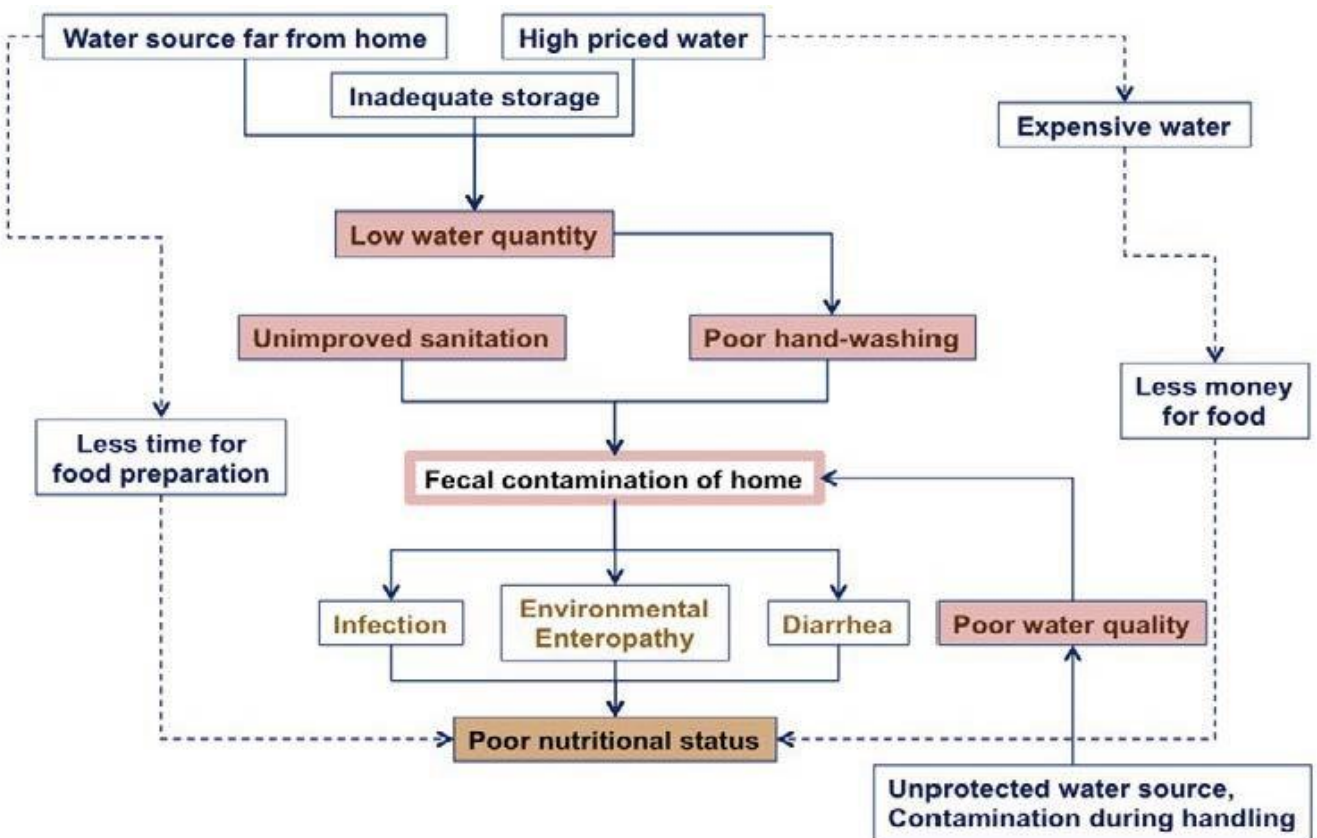 Water source far from home
High priced water
Inadequate storage
Expensive water
Low water quantity
Unimproved sanitation
Poor hand-washing
Less money
for food
Less time for
food preparation
Fecal contamination of home
Infection
Environmental
Enteropathy
Diarrhea
Poor water quality
Poor nutritional status
Unprotected water source,
Contamination during handling